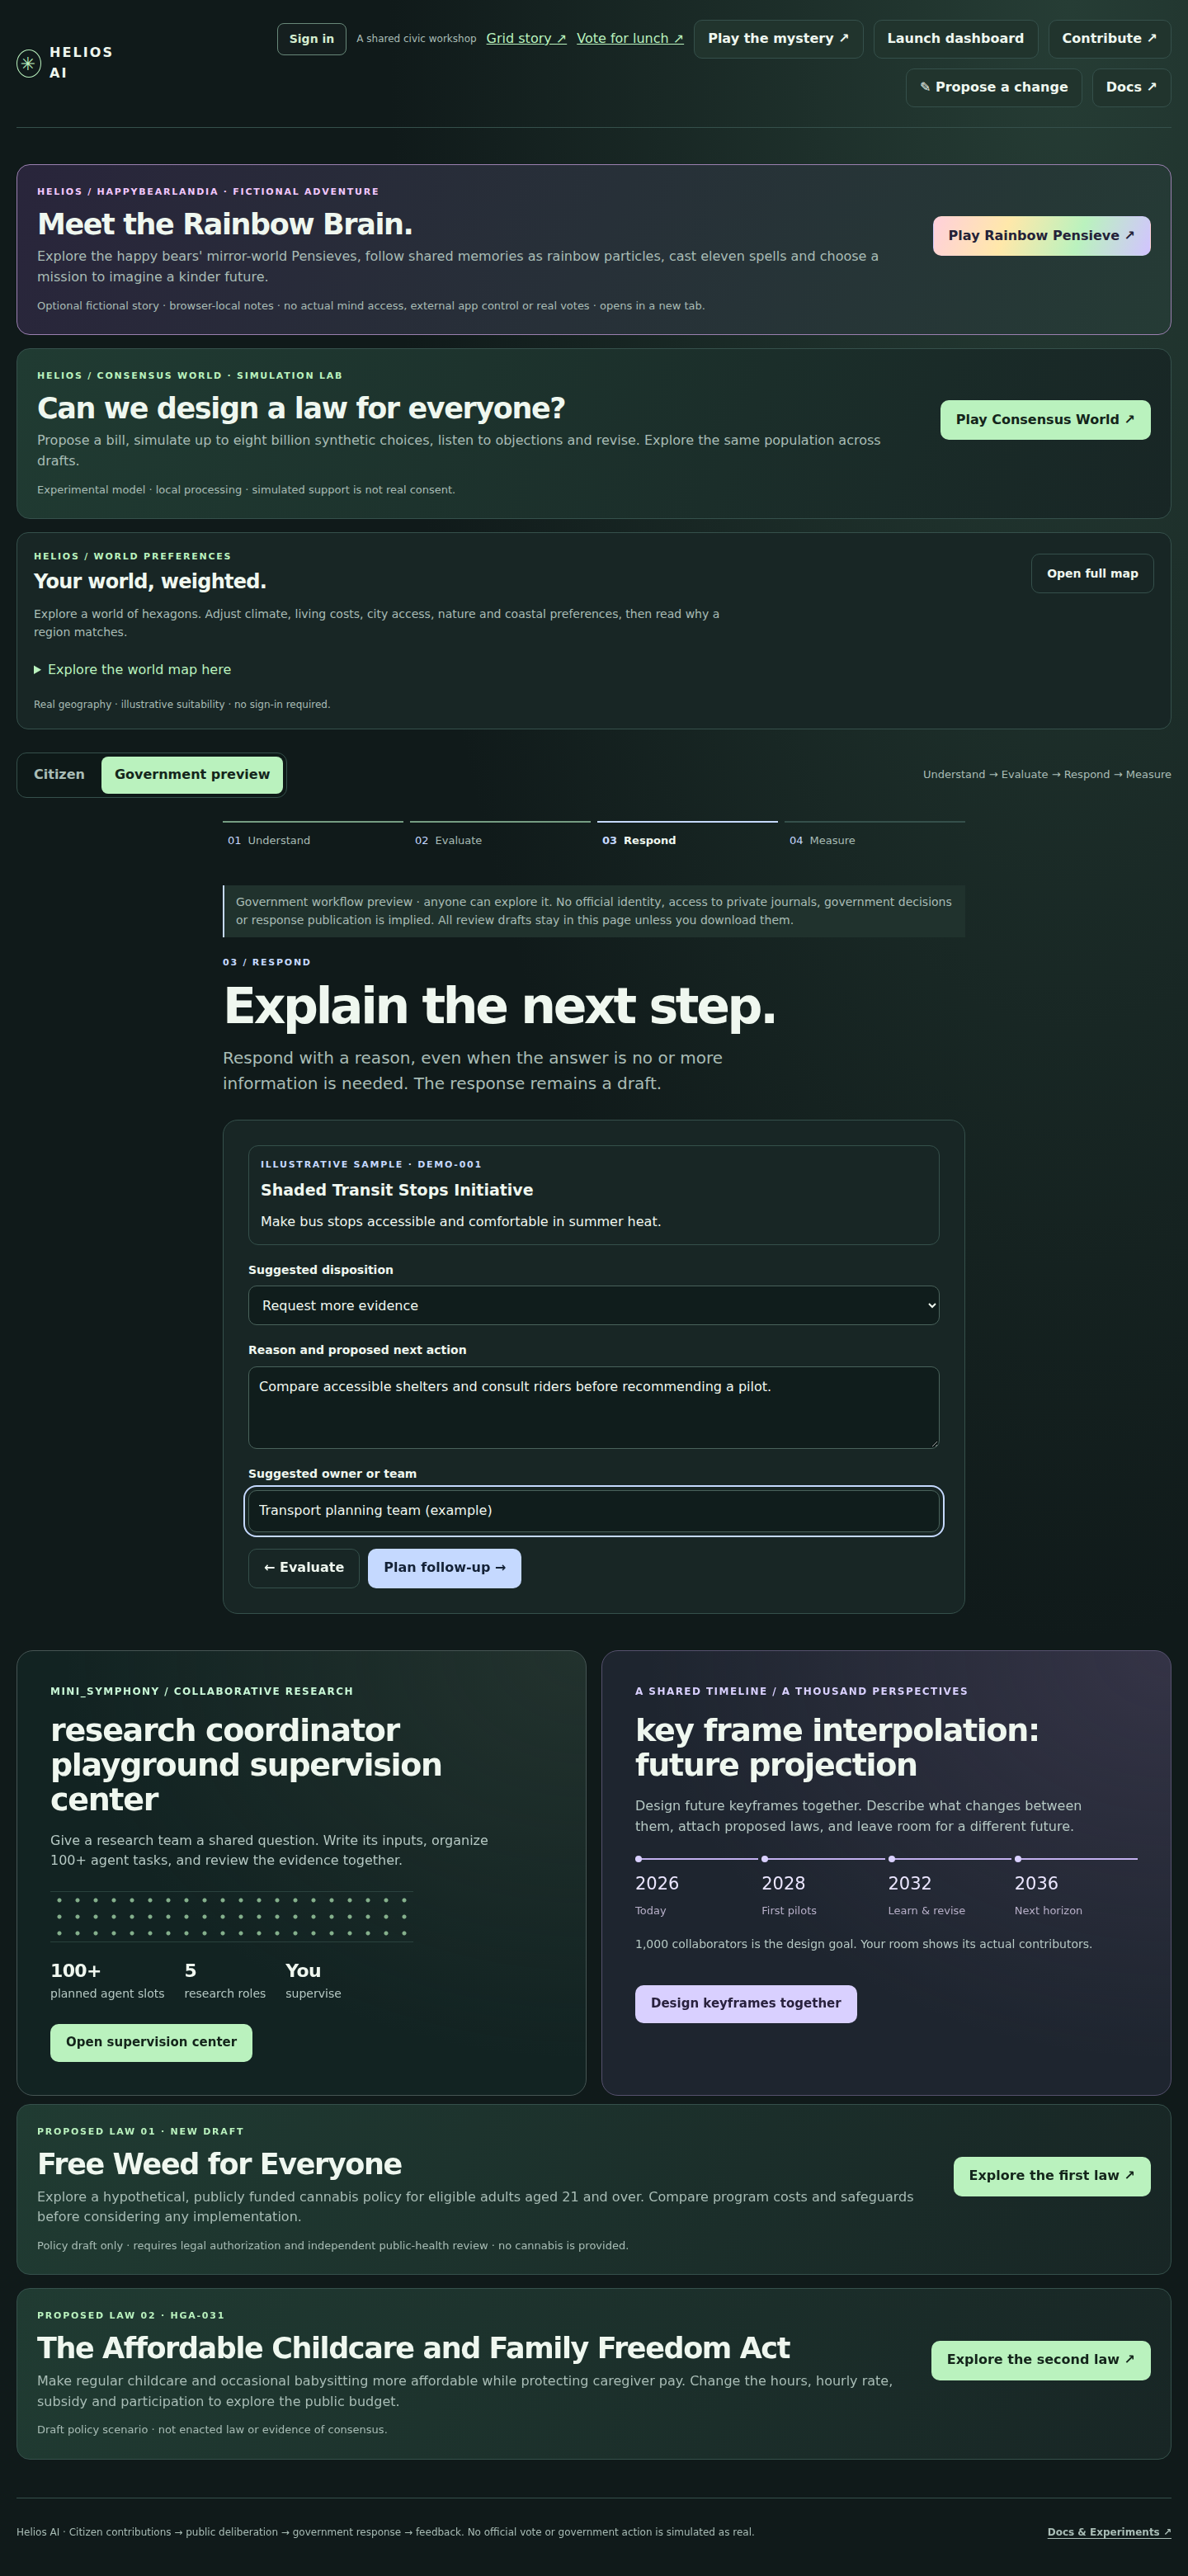 HELIOS
AI
Sign in
A shared civic workshop
Grid story ↗
Vote for lunch ↗
Play the mystery ↗
Launch dashboard
Contribute ↗
✎ Propose a change
Docs ↗
HELIOS / HAPPYBEARLANDIA · FICTIONAL ADVENTURE
Meet the Rainbow Brain.
Explore the happy bears' mirror-world Pensieves, follow shared memories as rainbow particles, cast eleven spells and choose a
mission to imagine a kinder future.
Optional fictional story · browser-local notes · no actual mind access, external app control or real votes · opens in a new tab.
Play Rainbow Pensieve ↗
HELIOS / CONSENSUS WORLD · SIMULATION LAB
Can we design a law for everyone?
Propose a bill, simulate up to eight billion synthetic choices, listen to objections and revise. Explore the same population across
drafts.
Experimental model · local processing · simulated support is not real consent.
Play Consensus World ↗
HELIOS / WORLD PREFERENCES
Your world, weighted.
Explore a world of hexagons. Adjust climate, living costs, city access, nature and coastal preferences, then read why a
region matches.
▶ Explore the world map here
Real geography · illustrative suitability · no sign-in required.
Open full map
Citizen
Government preview
Understand → Evaluate → Respond → Measure
01 Understand
02 Evaluate
03 Respond
04 Measure
Government workflow preview · anyone can explore it. No official identity, access to private journals, government decisions
or response publication is implied. All review drafts stay in this page unless you download them.
03 / RESPOND
Explain the next step.
Respond with a reason, even when the answer is no or more
information is needed. The response remains a draft.
ILLUSTRATIVE SAMPLE · DEMO-001
Shaded Transit Stops Initiative
Make bus stops accessible and comfortable in summer heat.
Suggested disposition
Request more evidence
Reason and proposed next action
Compare accessible shelters and consult riders before recommending a pilot.
Suggested owner or team
Transport planning team (example)
← Evaluate
Plan follow-up →
MINI_SYMPHONY / COLLABORATIVE RESEARCH
research coordinator
playground supervision
center
Give a research team a shared question. Write its inputs, organize
100+ agent tasks, and review the evidence together.
100+
planned agent slots
5
research roles
You
supervise
Open supervision center
A SHARED TIMELINE / A THOUSAND PERSPECTIVES
key frame interpolation:
future projection
Design future keyframes together. Describe what changes between
them, attach proposed laws, and leave room for a different future.
2026
Today
2028
First pilots
2032
Learn & revise
2036
Next horizon
1,000 collaborators is the design goal. Your room shows its actual contributors.
Design keyframes together
PROPOSED LAW 01 · NEW DRAFT
Free Weed for Everyone
Explore a hypothetical, publicly funded cannabis policy for eligible adults aged 21 and over. Compare program costs and safeguards
before considering any implementation.
Policy draft only · requires legal authorization and independent public-health review · no cannabis is provided.
Explore the first law ↗
PROPOSED LAW 02 · HGA-031
The Affordable Childcare and Family Freedom Act
Make regular childcare and occasional babysitting more affordable while protecting caregiver pay. Change the hours, hourly rate,
subsidy and participation to explore the public budget.
Draft policy scenario · not enacted law or evidence of consensus.
Explore the second law ↗
Helios AI · Citizen contributions → public deliberation → government response → feedback. No official vote or government action is simulated as real.
Docs & Experiments ↗